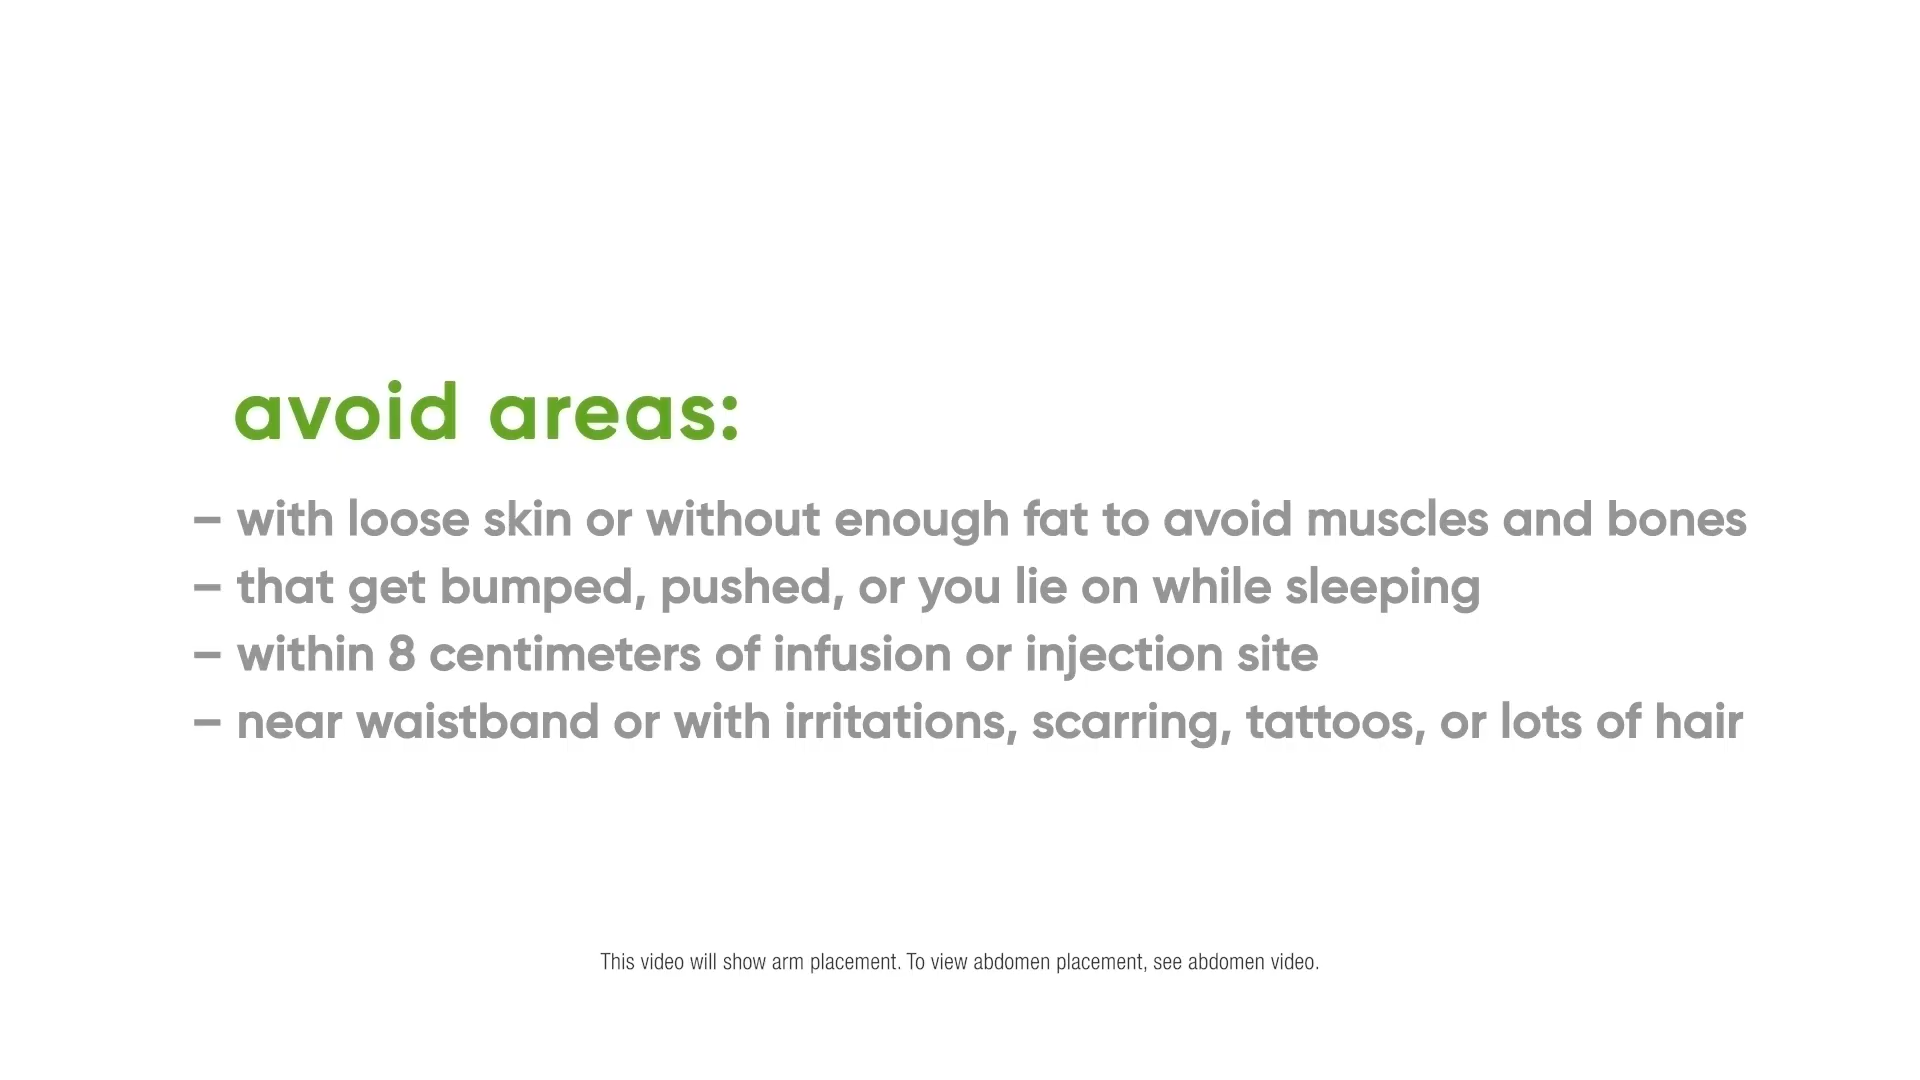 avoid areas:
– with loose skin or without enough fat to avoid muscles and bones
– that get bumped, pushed, or you lie on while sleeping
– within 8 centimeters of infusion or injection site
– near waistband or with irritations, scarring, tattoos, or lots of hair
This video will show arm placement. To view abdomen placement, see abdomen video.